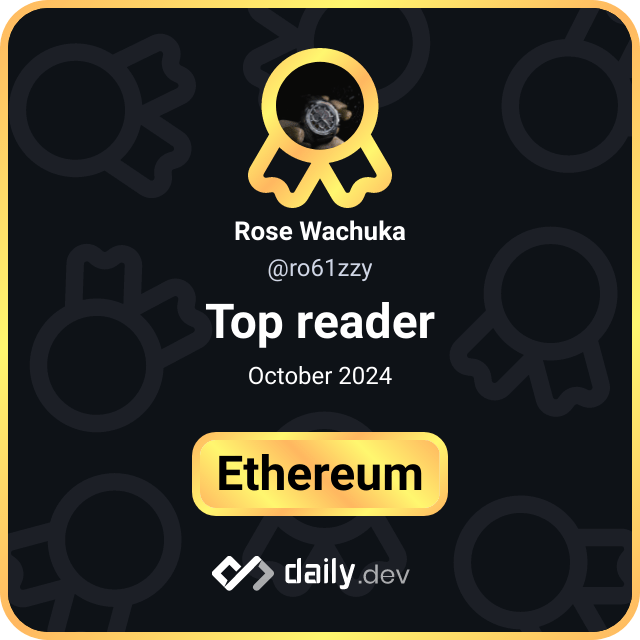 Rose Wachuka
@ro61zzy
Top reader
October 2024
Ethereum
daily.dev